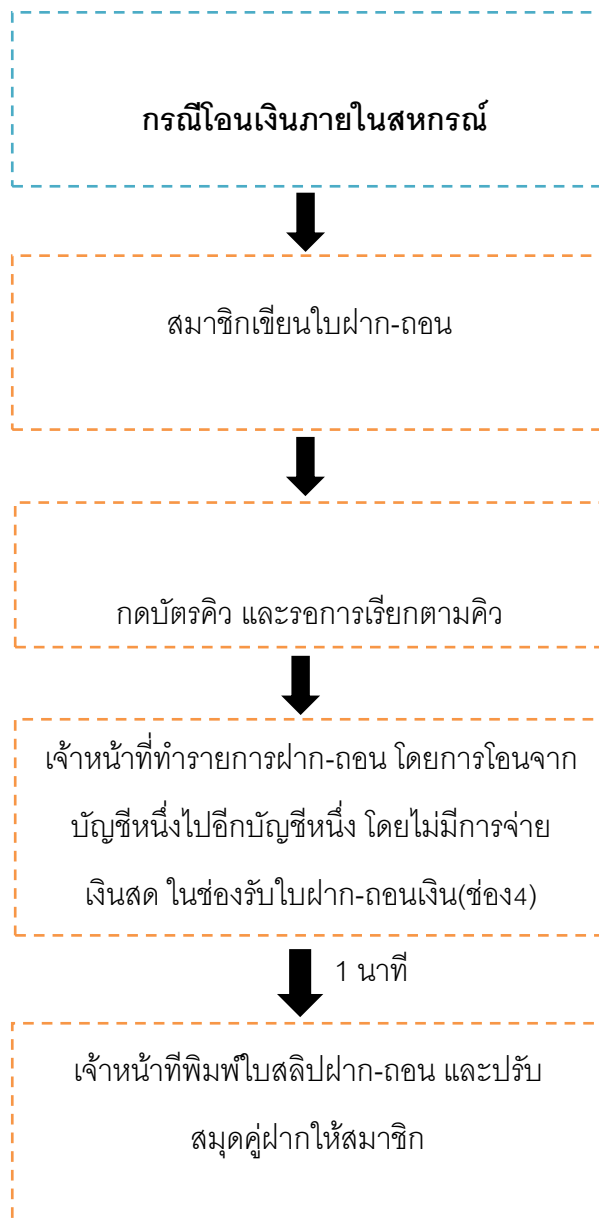 กรณีโอนเงินภายในสหกรณ์
สมาชิกเขียนใบฝาก-ถอน
กดบัตรคิว และรอการเรียกตามคิว
เจ้าหน้าที่ทำรายการฝาก-ถอน โดยการโอนจาก
บัญชีหนึ่งไปอีกบัญชีหนึ่ง โดยไม่มีการจ่าย
เงินสด ในช่องรับใบฝาก-ถอนเงิน(ช่อง4)
1 นาที
เจ้าหน้าทีพิมพ์ใบสลิปฝาก-ถอน และปรับ
สมุดคู่ฝากให้สมาชิก